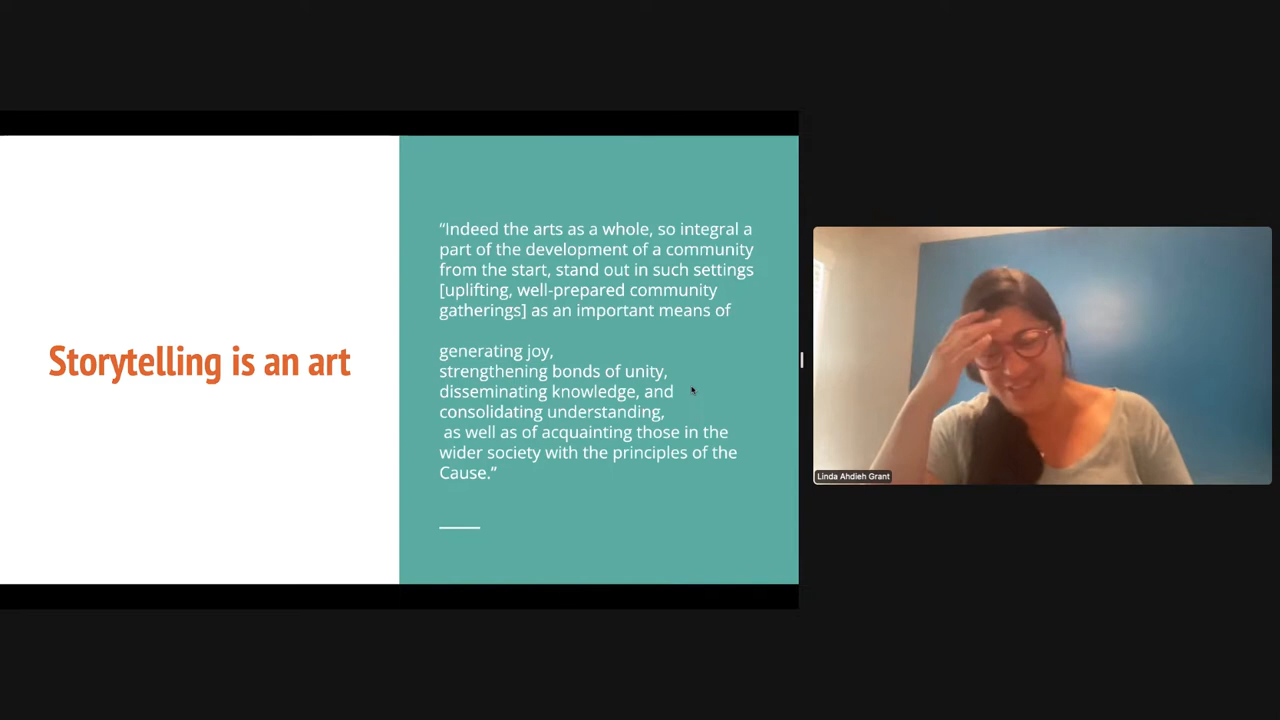 Storytelling is an art
“Indeed the arts as a whole, so integral a
part of the development of a community
from the start, stand out in such settings
[uplifting, well-prepared community
gatherings] as an important means of
generating joy,
strengthening bonds of unity,
disseminating knowledge, and
consolidating understanding,
as well as of acquainting those in the
wider society with the principles of the
Cause.”
Linda Ahdieh Grant